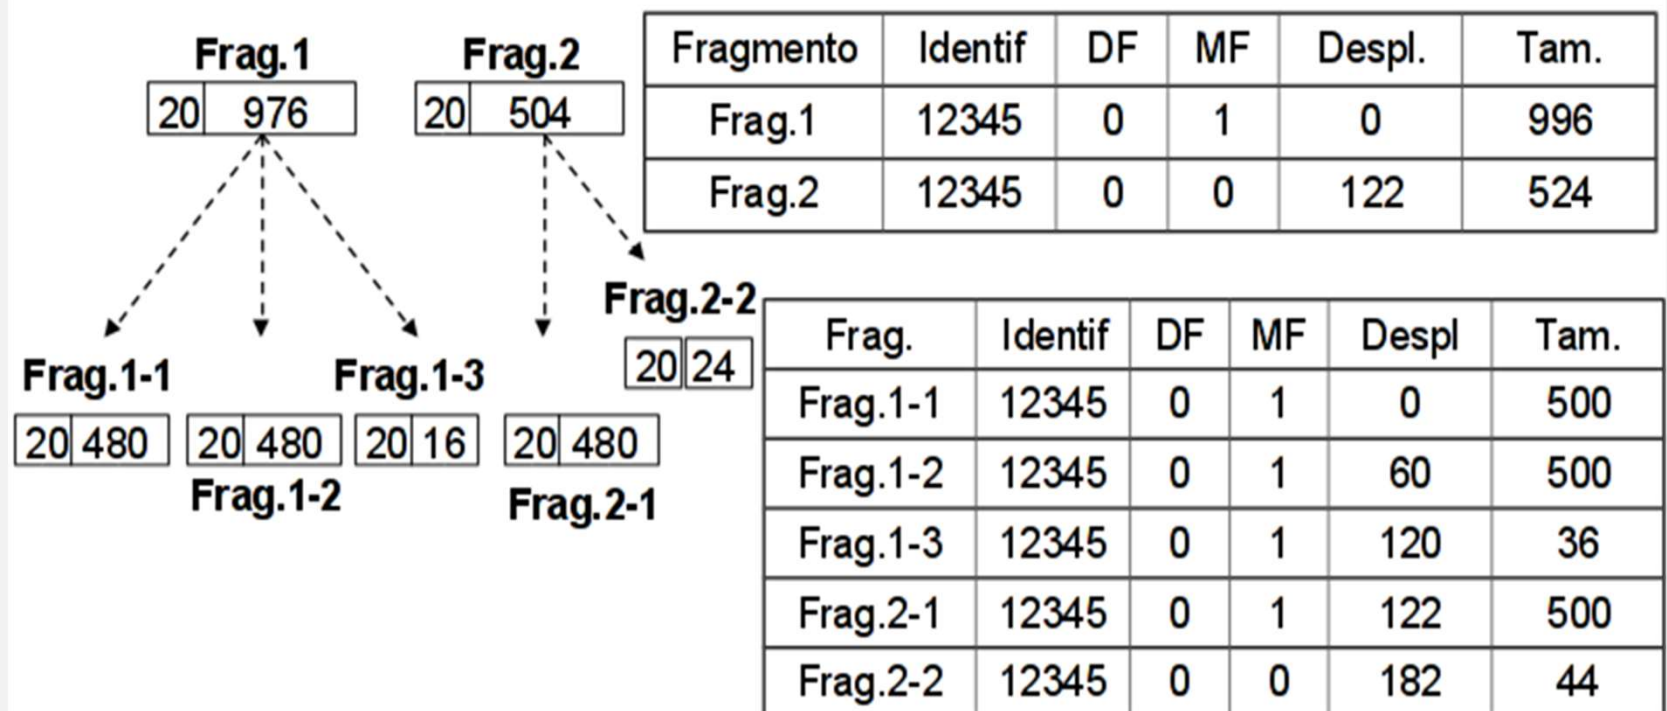 Frag.1 Frag.2
20 976 20 504
Fragmento Identif DF MF Despl. Tam.
Frag.1 12345 0 1 0 996
Frag.2 12345 0 0 122 524
Frag.1-1 Frag.1-3 Frag.2-2
20 24
20 480 20 480 20 16 20 480
Frag.1-2 Frag.2-1
Frag. Identif DF MF Despl Tam.
Frag.1-1 12345 0 1 0 500
Frag.1-2 12345 0 1 60 500
Frag.1-3 12345 0 1 120 36
Frag.2-1 12345 0 1 122 500
Frag.2-2 12345 0 0 182 44